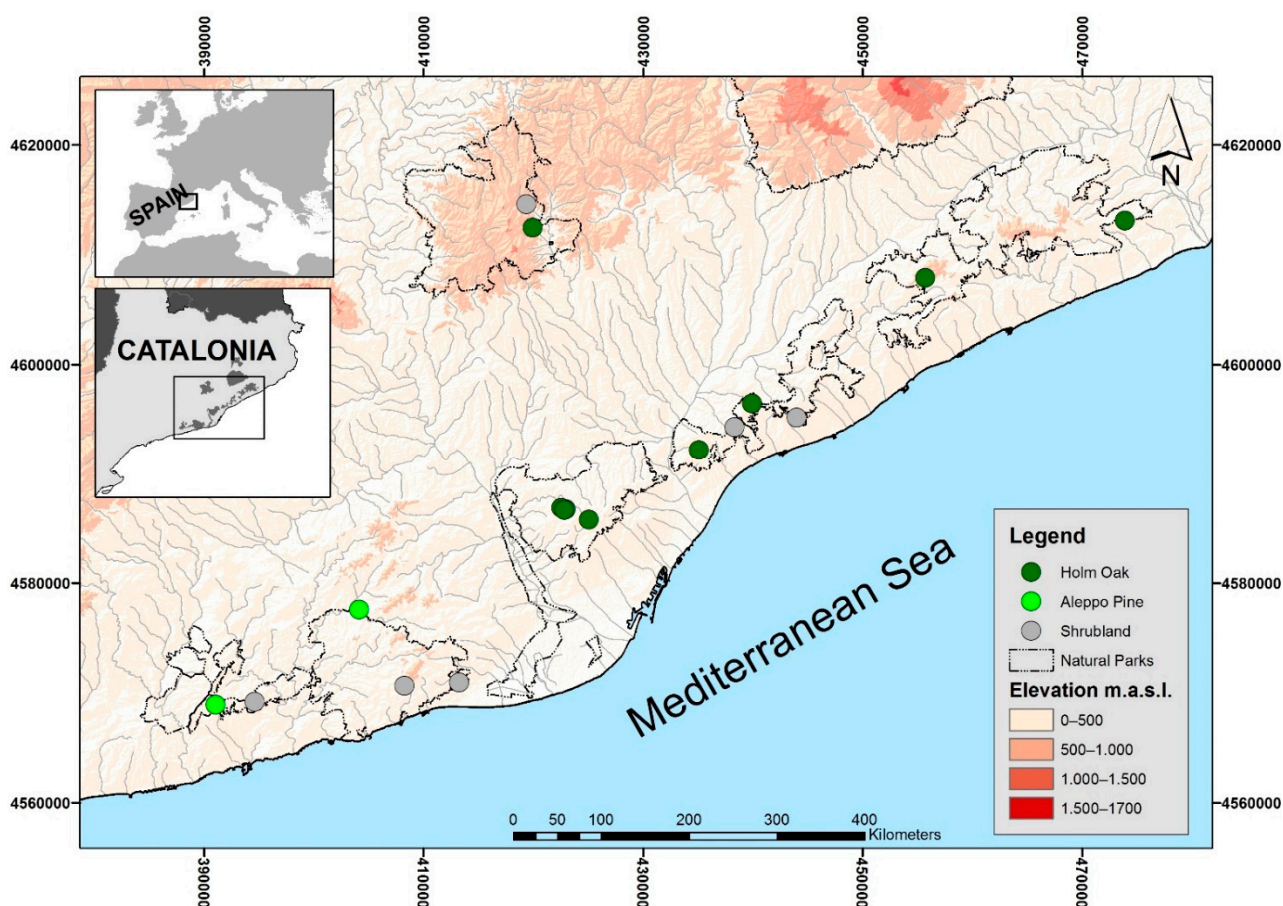 390000
410000
430000
450000
470000
4620000
4620000
SPAIN
N
CATALONIA
4600000
4600000
Legend
Holm Oak
Aleppo Pine
Shrubland
Natural Parks
Elevation m.a.s.l.
0–500
500–1.000
1.000–1.500
1.500–1700
4580000
4580000
Mediterranean Sea
4560000
4560000
0 50 100 200 300 400
Kilometers
390000
410000
430000
450000
470000